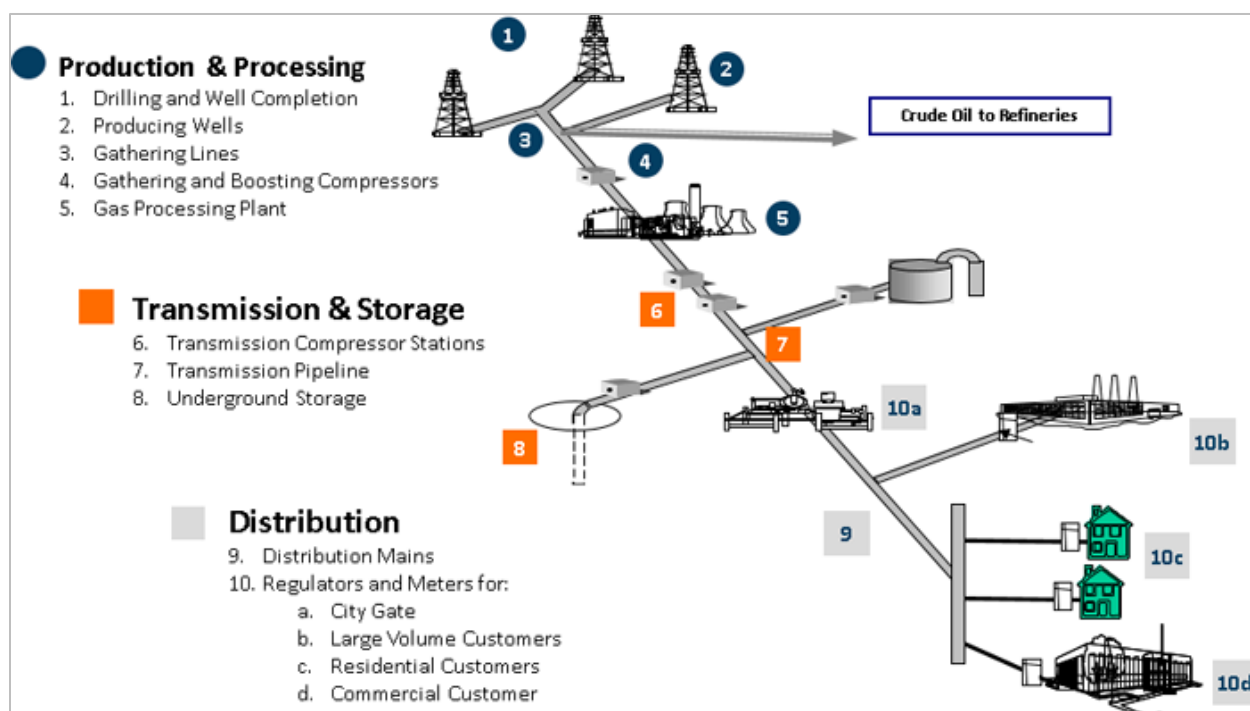 Production & Processing
1. Drilling and Well Completion
2. Producing Wells
3. Gathering Lines
4. Gathering and Boosting Compressors
5. Gas Processing Plant
Transmission & Storage
6. Transmission Compressor Stations
7. Transmission Pipeline
8. Underground Storage
Distribution
9. Distribution Mains
10. Regulators and Meters for:
a. City Gate
b. Large Volume Customers
c. Residential Customers
d. Commercial Customer
1
2
Crude Oil to Refineries
3
4
5
6
7
10a
10b
8
9
10c
10d